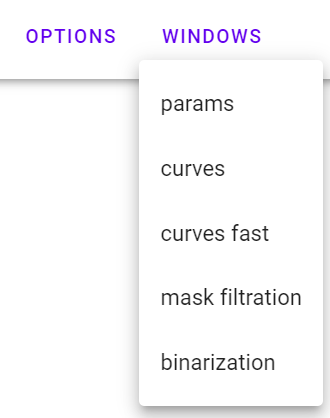 OPTIONS WINDOWS
params
curves
curves fast
mask filtration
binarization